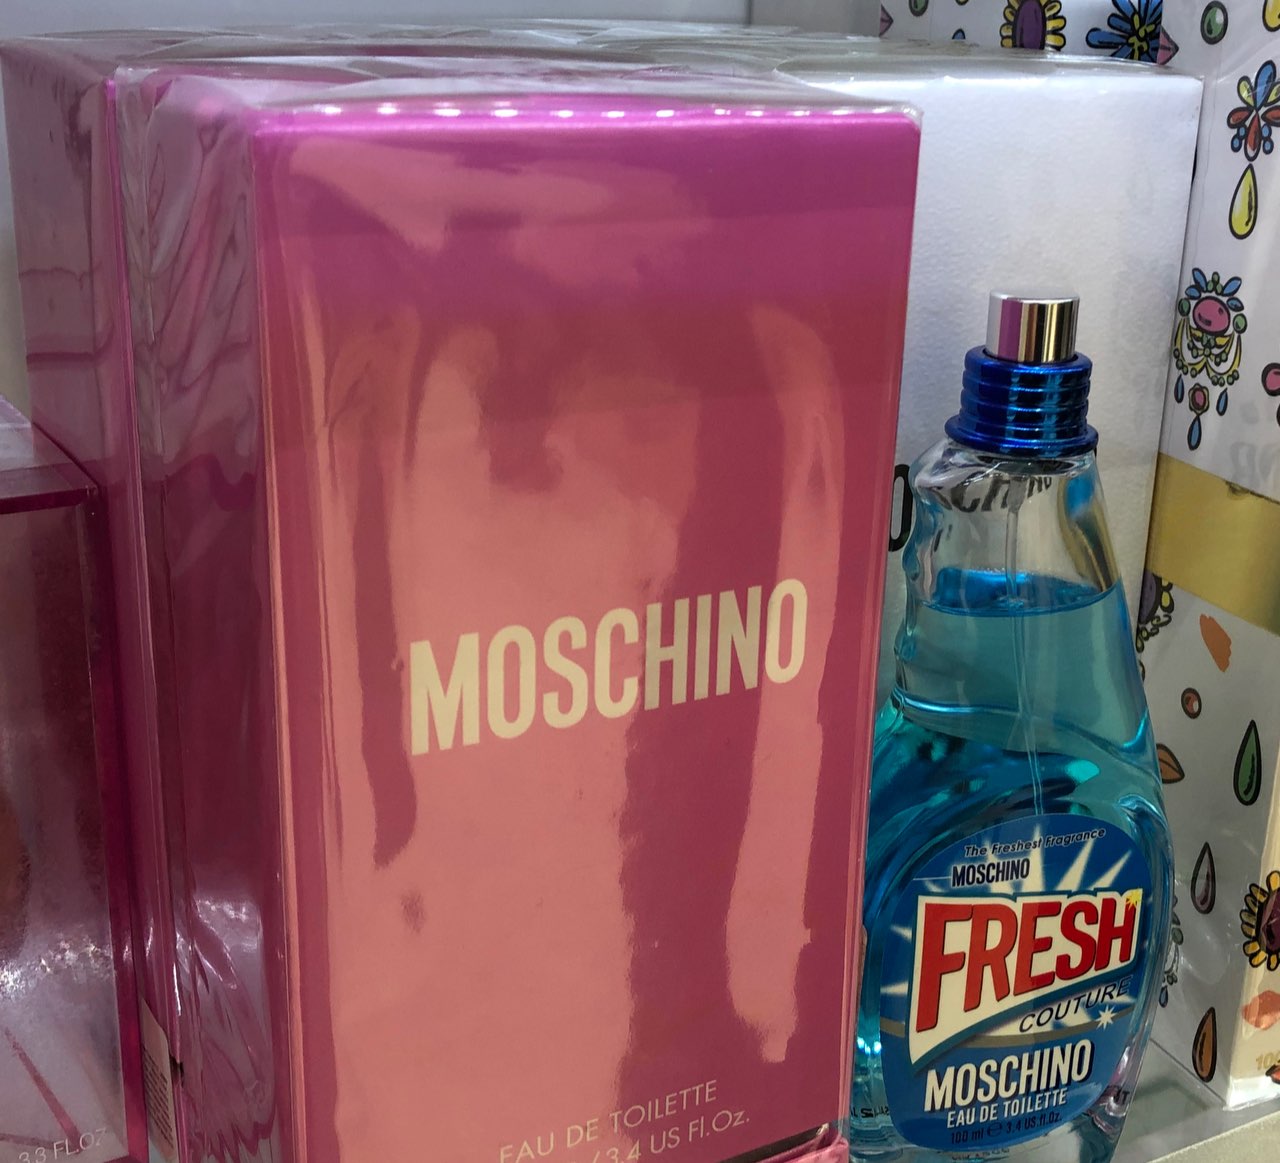 MOSCHINO
EAU DE TOILETTE
/3.4 US Fl.Oz.
3.3 FL.OZ
The Freshest Fragrance
MOSCHINO
FRESH
COUTURE
MOSCHINO
EAU DE TOILETTE
100 ml e 3.4 US fl.oz.